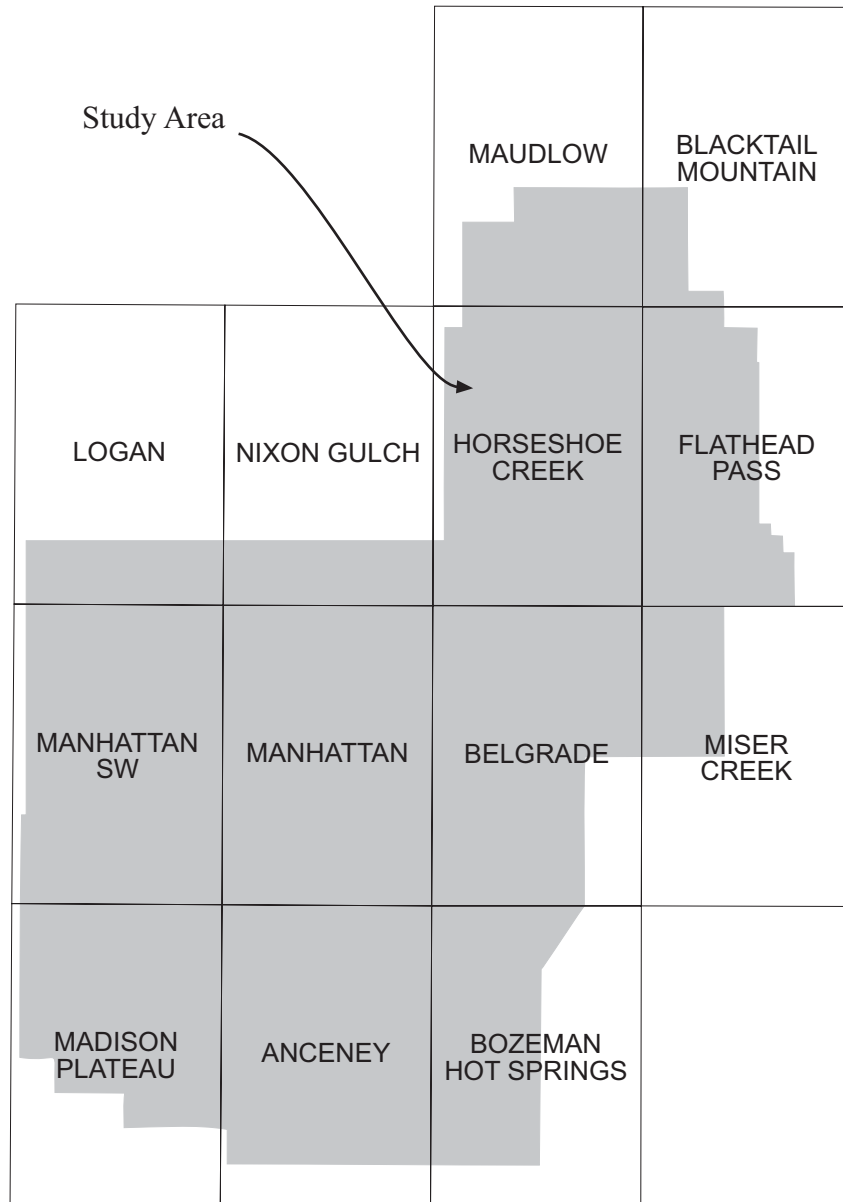 Study Area
MAUDLOW
BLACKTAIL
MOUNTAIN
LOGAN
NIXON GULCH
HORSESHOE
CREEK
FLATHEAD
PASS
MANHATTAN
SW
MANHATTAN
BELGRADE
MISER
CREEK
MADISON
PLATEAU
ANCENEY
BOZEMAN
HOT SPRINGS